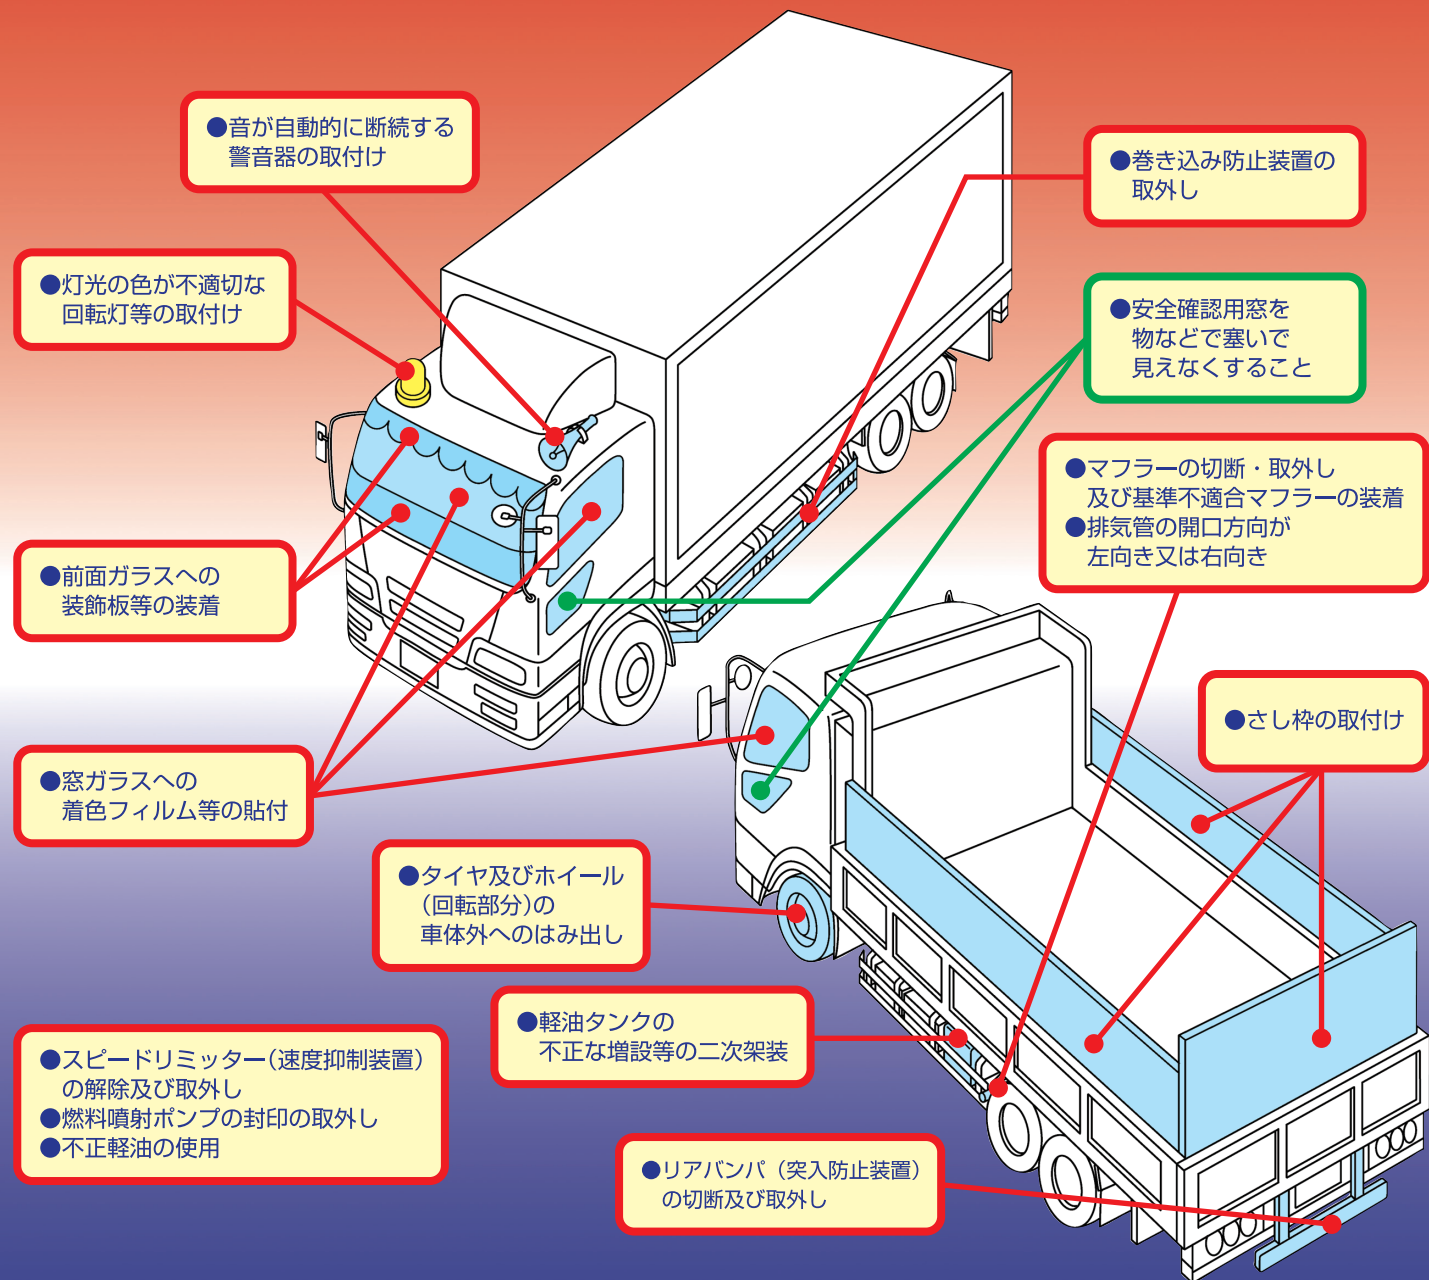 ●音が自動的に断続する
警音器の取付け
●巻き込み防止装置の
取外し
●灯光の色が不適切な
回転灯等の取付け
●安全確認用窓を
物などで塞いで
見えなくすること
●マフラーの切断・取外し
及び基準不適合マフラーの装着
●排気管の開口方向が
左向き又は右向き
●前面ガラスへの
装飾板等の装着
●さし枠の取付け
●窓ガラスへの
着色フィルム等の貼付
●タイヤ及びホイール
（回転部分）の
車体外へのはみ出し
●軽油タンクの
不正な増設等の二次架装
●スピードリミッター（速度抑制装置）
の解除及び取外し
●燃料噴射ポンプの封印の取外し
●不正軽油の使用
●リアバンパ（突入防止装置）
の切断及び取外し